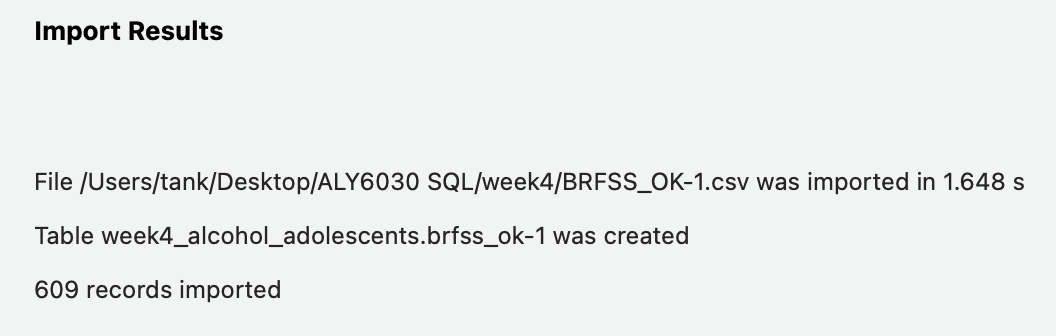 Import Results
File /Users/tank/Desktop/ALY6030 SQL/week4/BRFSS_OK-1.csv was imported in 1.648 s
Table week4_alcohol_adolescents.brfss_ok-1 was created
609 records imported